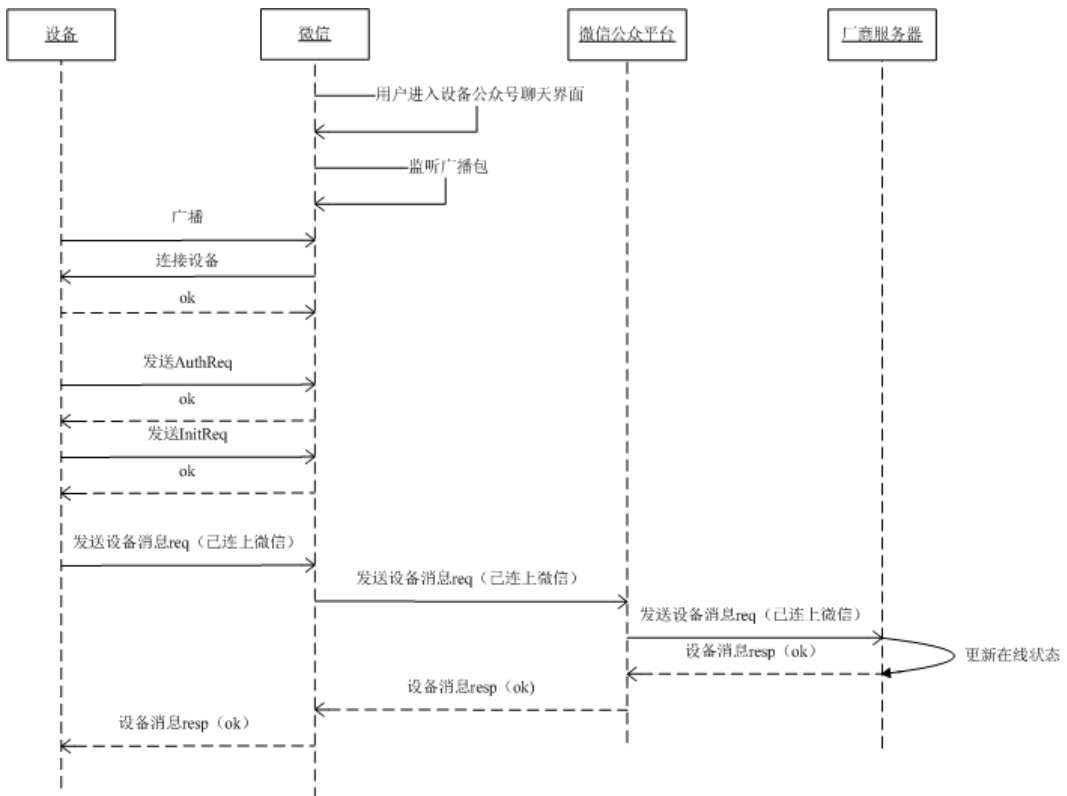 设备
微信
微信公众平台
厂商服务器
用户进入设备公众号聊天界面
监听广播包
广播
连接设备
ok
发送AuthReq
ok
发送InitReq
ok
发送设备消息req（已连上微信）
发送设备消息req（已连上微信）
发送设备消息req（已连上微信）
设备消息resp（ok）
更新在线状态
设备消息resp（ok)
设备消息resp（ok）